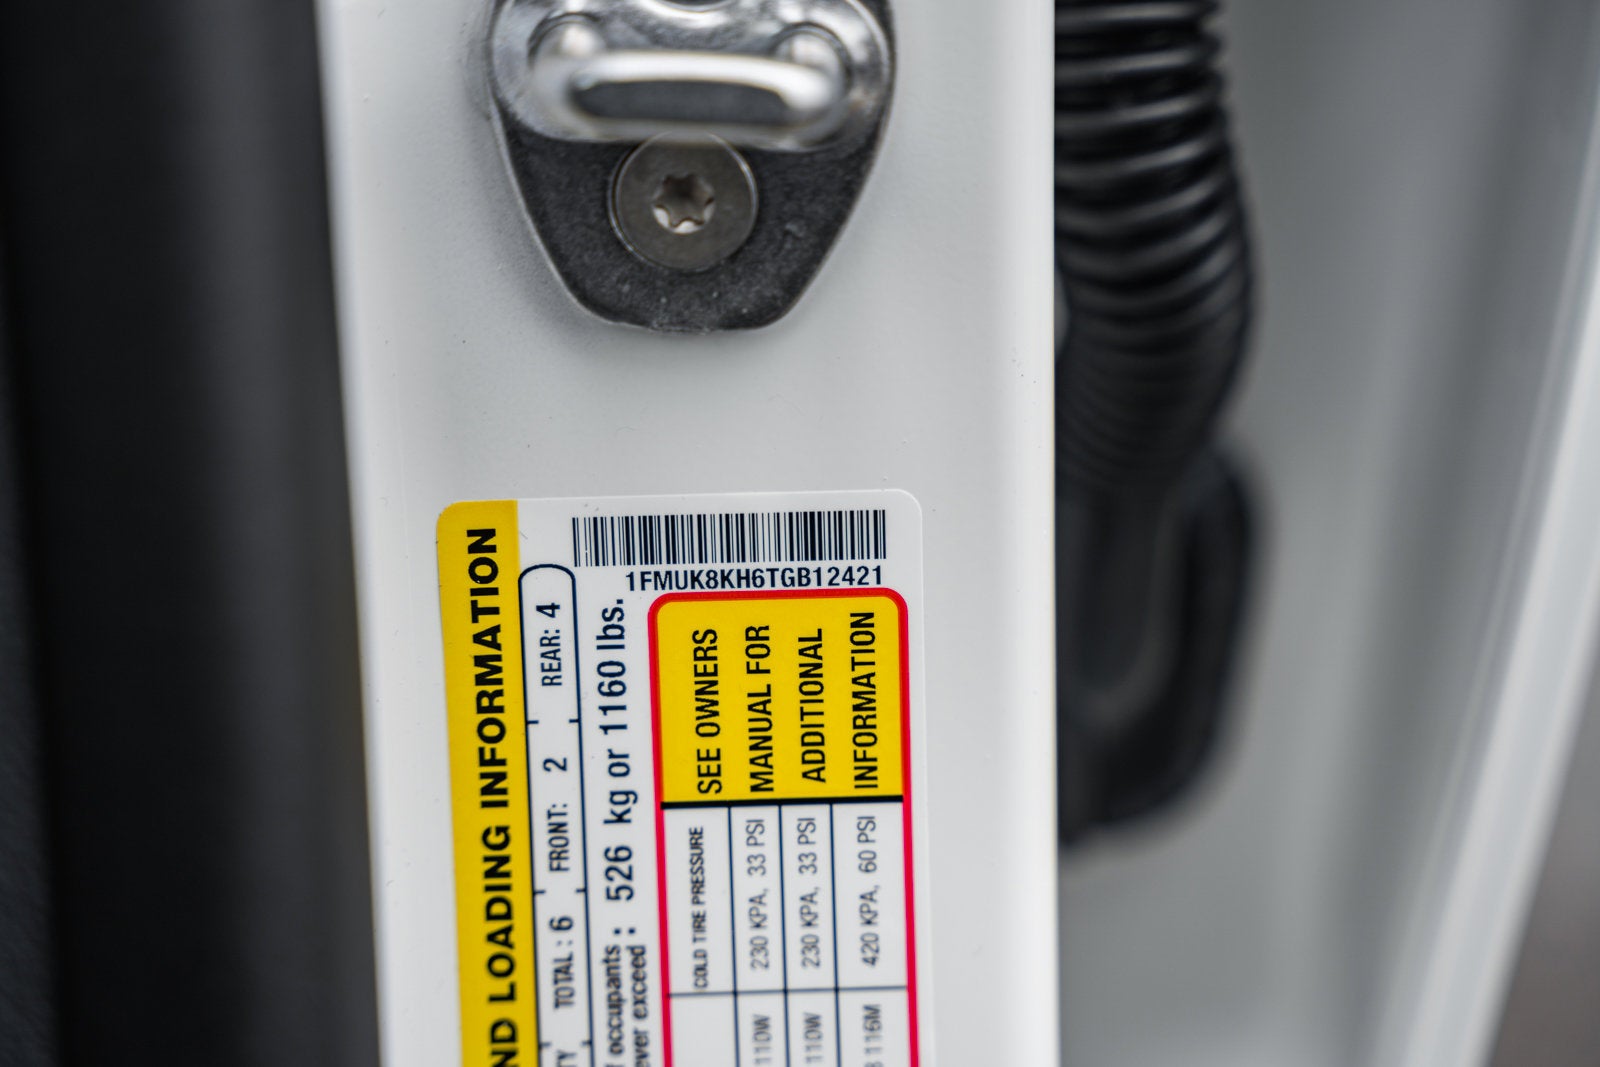 1FMUK8KH6TGB12421
ND LOADING INFORMATION
TY TOTAL: 6 FRONT: 2 REAR: 4
f occupants :
ever exceed : 526 kg or 1160 lbs.
COLD TIRE PRESSURE
SEE OWNERS
MANUAL FOR
ADDITIONAL
INFORMATION
110W 230 KPA, 33 PSI
110W 230 KPA, 33 PSI
116M 420 KPA, 60 PSI